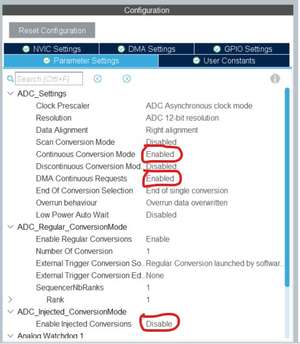 Configuration
Reset Configuration
NVIC Settings DMA Settings GPIO Settings
Parameter Settings User Constants
Search (Ctrl+F)
ADC_Settings
Clock Prescaler ADC Asynchronous clock mode
Resolution ADC 12-bit resolution
Data Alignment Right alignment
Scan Conversion Mode Disabled
Continuous Conversion Mode Enabled
Discontinuous Conversion Mod.. Disabled
DMA Continuous Requests Enabled
End Of Conversion Selection End of single conversion
Overrun behaviour Overrun data overwritten
Low Power Auto Wait Disabled
ADC_Regular_ConversionMode
Enable Regular Conversions Enable
Number Of Conversion 1
External Trigger Conversion So.. Regular Conversion launched by softwar...
External Trigger Conversion Ed.. None
SequencerNbRanks 1
Rank 1
ADC_Injected_ConversionMode
Enable Injected Conversions Disable
Analog Watchdog 1